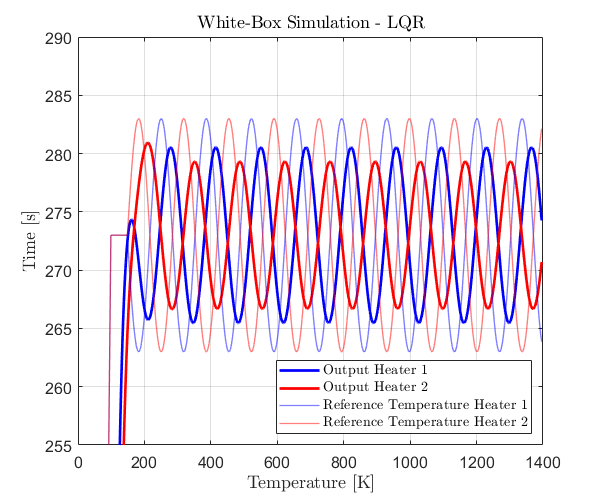 White-Box Simulation - LQR
290
285
280
275
270
265
260
255
Time [s]
Output Heater 1
Output Heater 2
Reference Temperature Heater 1
Reference Temperature Heater 2
0 200 400 600 800 1000 1200 1400
Temperature [K]